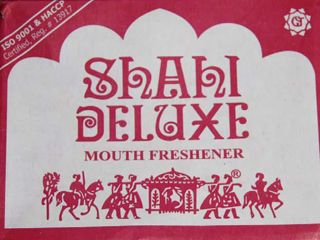 ISO 9001 & HACCP
Certified, Reg. # 13917
ShAhI
DELUXE
MOUTH FRESHENER
®